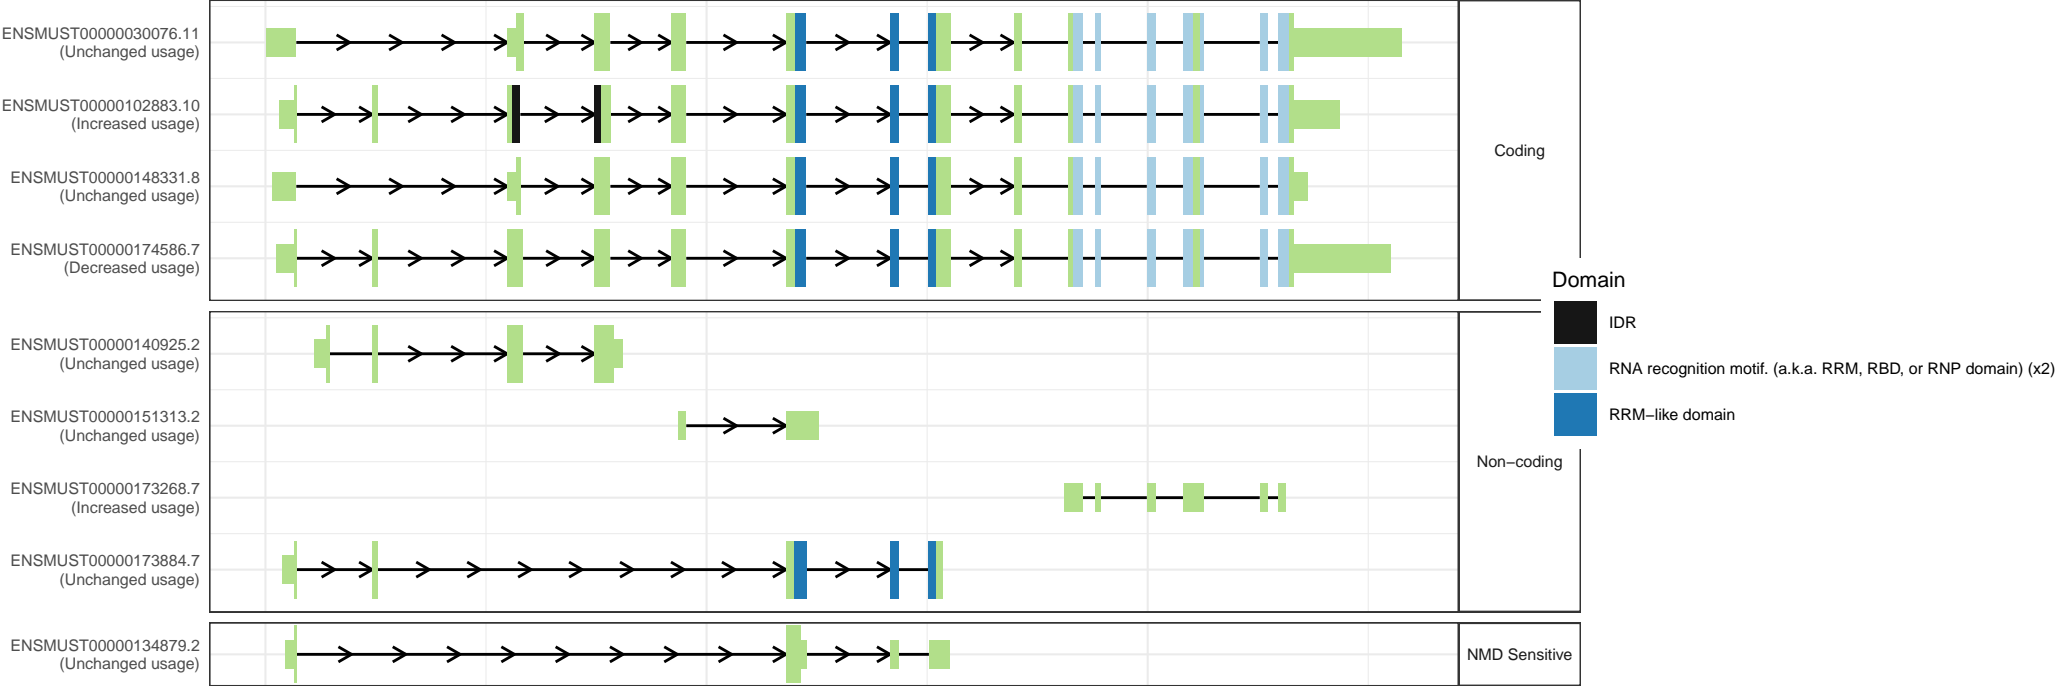 ENSMUST00000030076.11
(Unchanged usage)
ENSMUST00000102883.10
(Increased usage)
ENSMUST00000148331.8
(Unchanged usage)
ENSMUST00000174586.7
(Decreased usage)
Coding
ENSMUST00000140925.2
(Unchanged usage)
ENSMUST00000151313.2
(Unchanged usage)
ENSMUST00000173268.7
(Increased usage)
ENSMUST00000173884.7
(Unchanged usage)
Non−coding
ENSMUST00000134879.2
(Unchanged usage)
NMD Sensitive
Domain
IDR
RNA recognition motif. (a.k.a. RRM, RBD, or RNP domain) (x2)
RRM−like domain